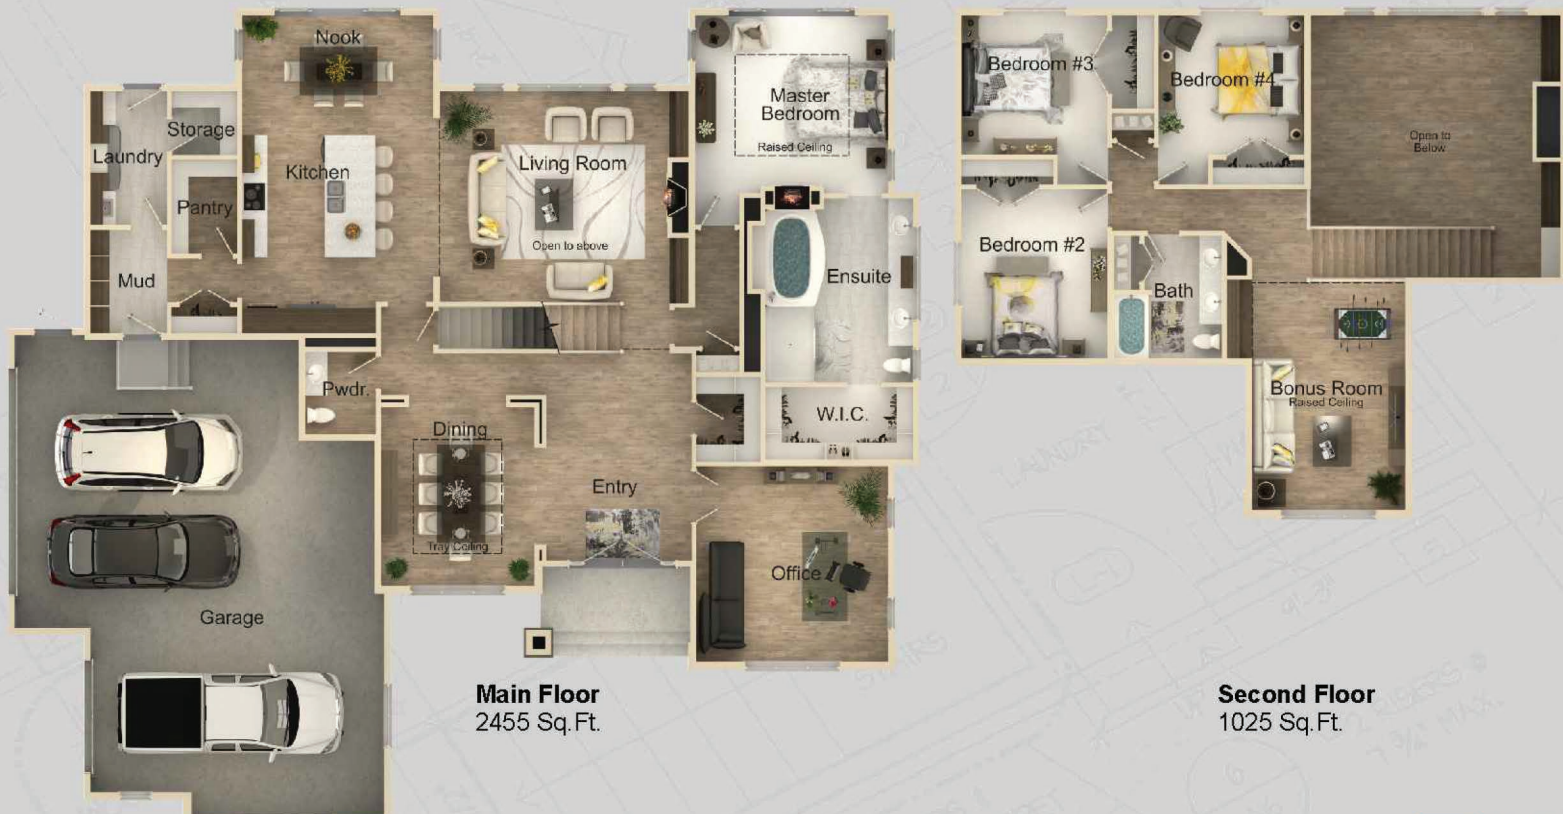 Nook
Storage
Laundry
Kitchen
Pantry
Mud
Living Room
Open to above
Master
Bedroom
Raised Ceiling
Ensuite
W.I.C.
Pwdr.
Dining
Tray Ceiling
Entry
Office
Garage
Main Floor
2455 Sq.Ft.
Bedroom #3
Bedroom #4
Open to
Below
Bedroom #2
Bath
Bonus Room
Raised Ceiling
Second Floor
1025 Sq.Ft.
LAUNDRY